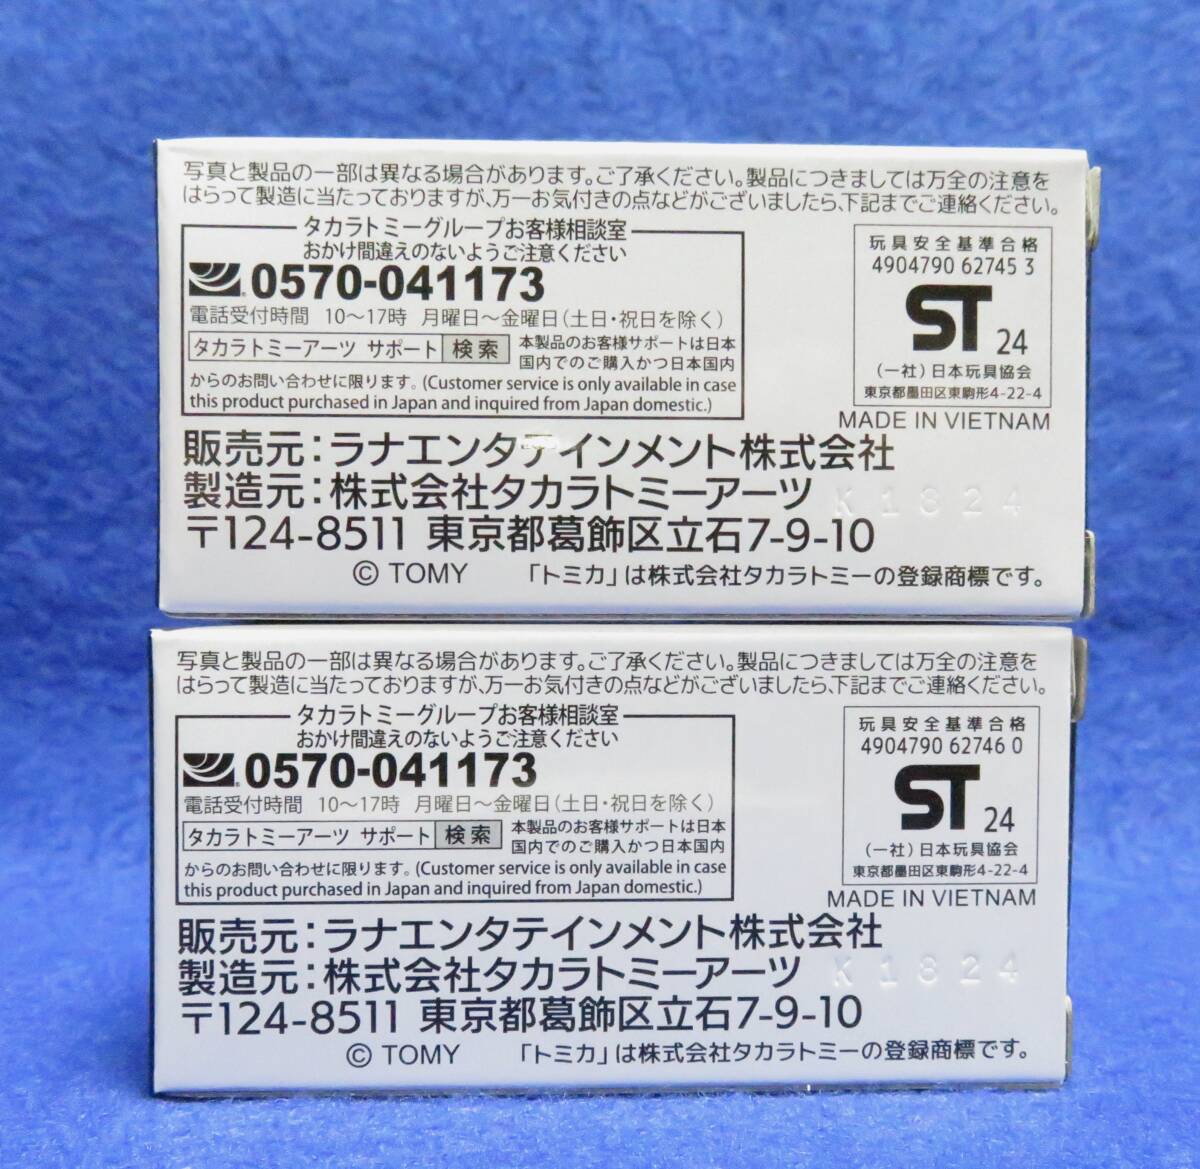 写真と製品の一部は異なる場合があります。ご了承ください。製品につきましては万全の注意を
はらって製造に当たっておりますが、万一お気付きの点などがございましたら、下記までご連絡ください。
タカラトミーグループお客様相談室
おかけ間違えのないようご注意ください
0570-041173
電話受付時間 10〜17時 月曜日〜金曜日(土日・祝日を除く)
タカラトミーアーツ サポート 検索 本製品のお客様サポートは日本
国内でのご購入かつ日本国内
からのお問い合わせに限ります。(Customer service is only available in case
this product purchased in Japan and inquired from Japan domestic.)
玩具安全基準合格
4904790 62745 3
ST 24
(一社)日本玩具協会
東京都墨田区東駒形4-22-4
MADE IN VIETNAM
販売元:ラナエンタテインメント株式会社
製造元:株式会社タカラトミーアーツ
K1824
〒124-8511 東京都葛飾区立石7-9-10
© TOMY 「トミカ」は株式会社タカラトミーの登録商標です。
写真と製品の一部は異なる場合があります。ご了承ください。製品につきましては万全の注意を
はらって製造に当たっておりますが、万一お気付きの点などがございましたら、下記までご連絡ください。
タカラトミーグループお客様相談室
おかけ間違えのないようご注意ください
0570-041173
電話受付時間 10〜17時 月曜日〜金曜日(土日・祝日を除く)
タカラトミーアーツ サポート 検索 本製品のお客様サポートは日本
国内でのご購入かつ日本国内
からのお問い合わせに限ります。(Customer service is only available in case
this product purchased in Japan and inquired from Japan domestic.)
玩具安全基準合格
4904790 62746 0
ST 24
(一社)日本玩具協会
東京都墨田区東駒形4-22-4
MADE IN VIETNAM
販売元:ラナエンタテインメント株式会社
製造元:株式会社タカラトミーアーツ
K1824
〒124-8511 東京都葛飾区立石7-9-10
© TOMY 「トミカ」は株式会社タカラトミーの登録商標です。